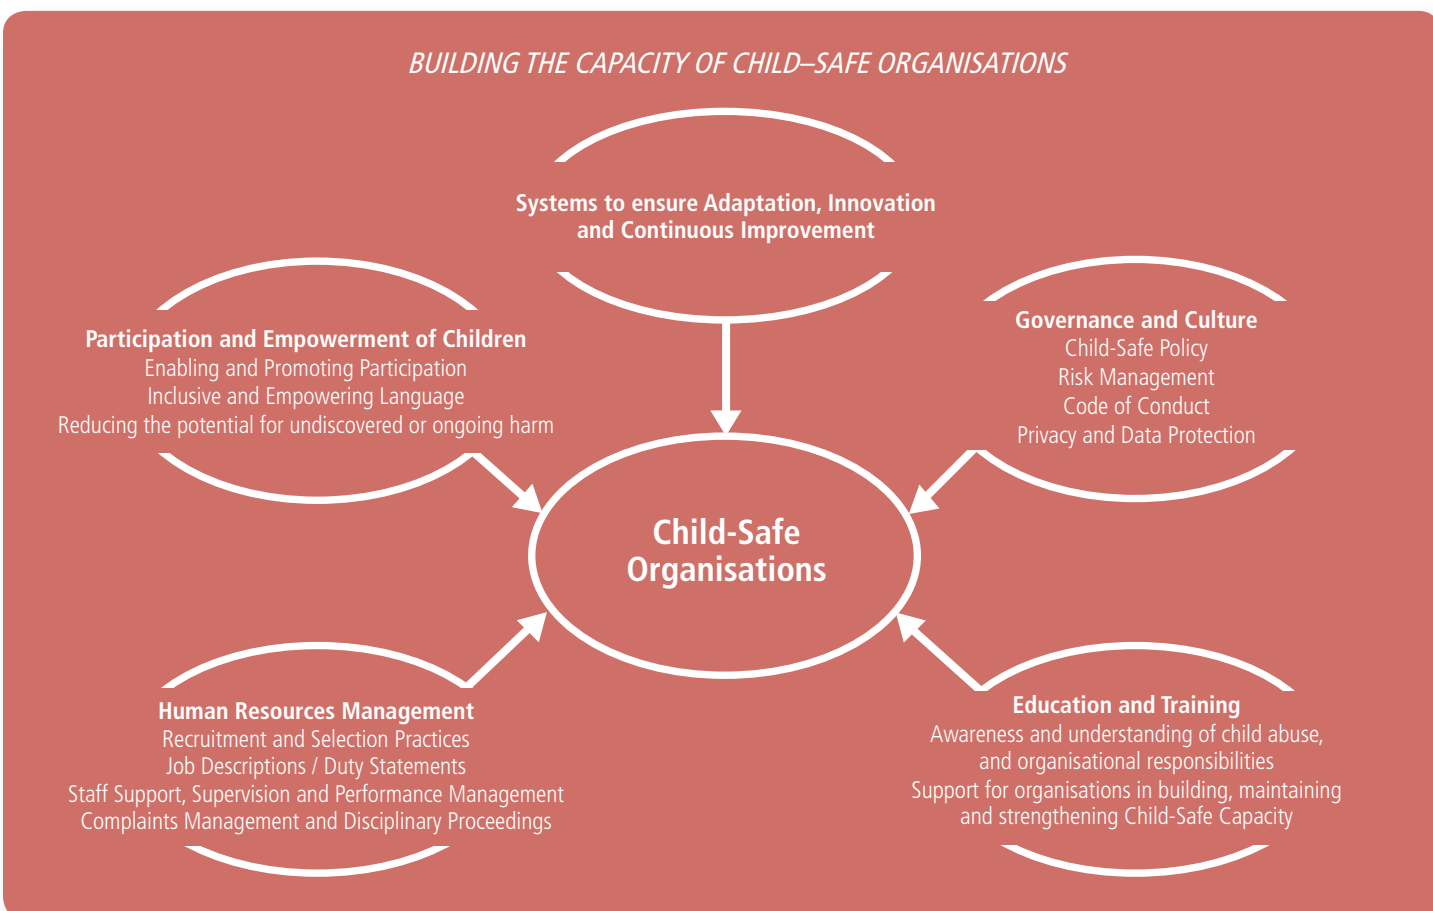 BUILDING THE CAPACITY OF CHILD–SAFE ORGANISATIONS
Systems to ensure Adaptation, Innovation
and Continuous Improvement
Participation and Empowerment of Children
Enabling and Promoting Participation
Inclusive and Empowering Language
Reducing the potential for undiscovered or ongoing harm
Governance and Culture
Child-Safe Policy
Risk Management
Code of Conduct
Privacy and Data Protection
Child-Safe
Organisations
Human Resources Management
Recruitment and Selection Practices
Job Descriptions / Duty Statements
Staff Support, Supervision and Performance Management
Complaints Management and Disciplinary Proceedings
Education and Training
Awareness and understanding of child abuse,
and organisational responsibilities
Support for organisations in building, maintaining
and strengthening Child-Safe Capacity